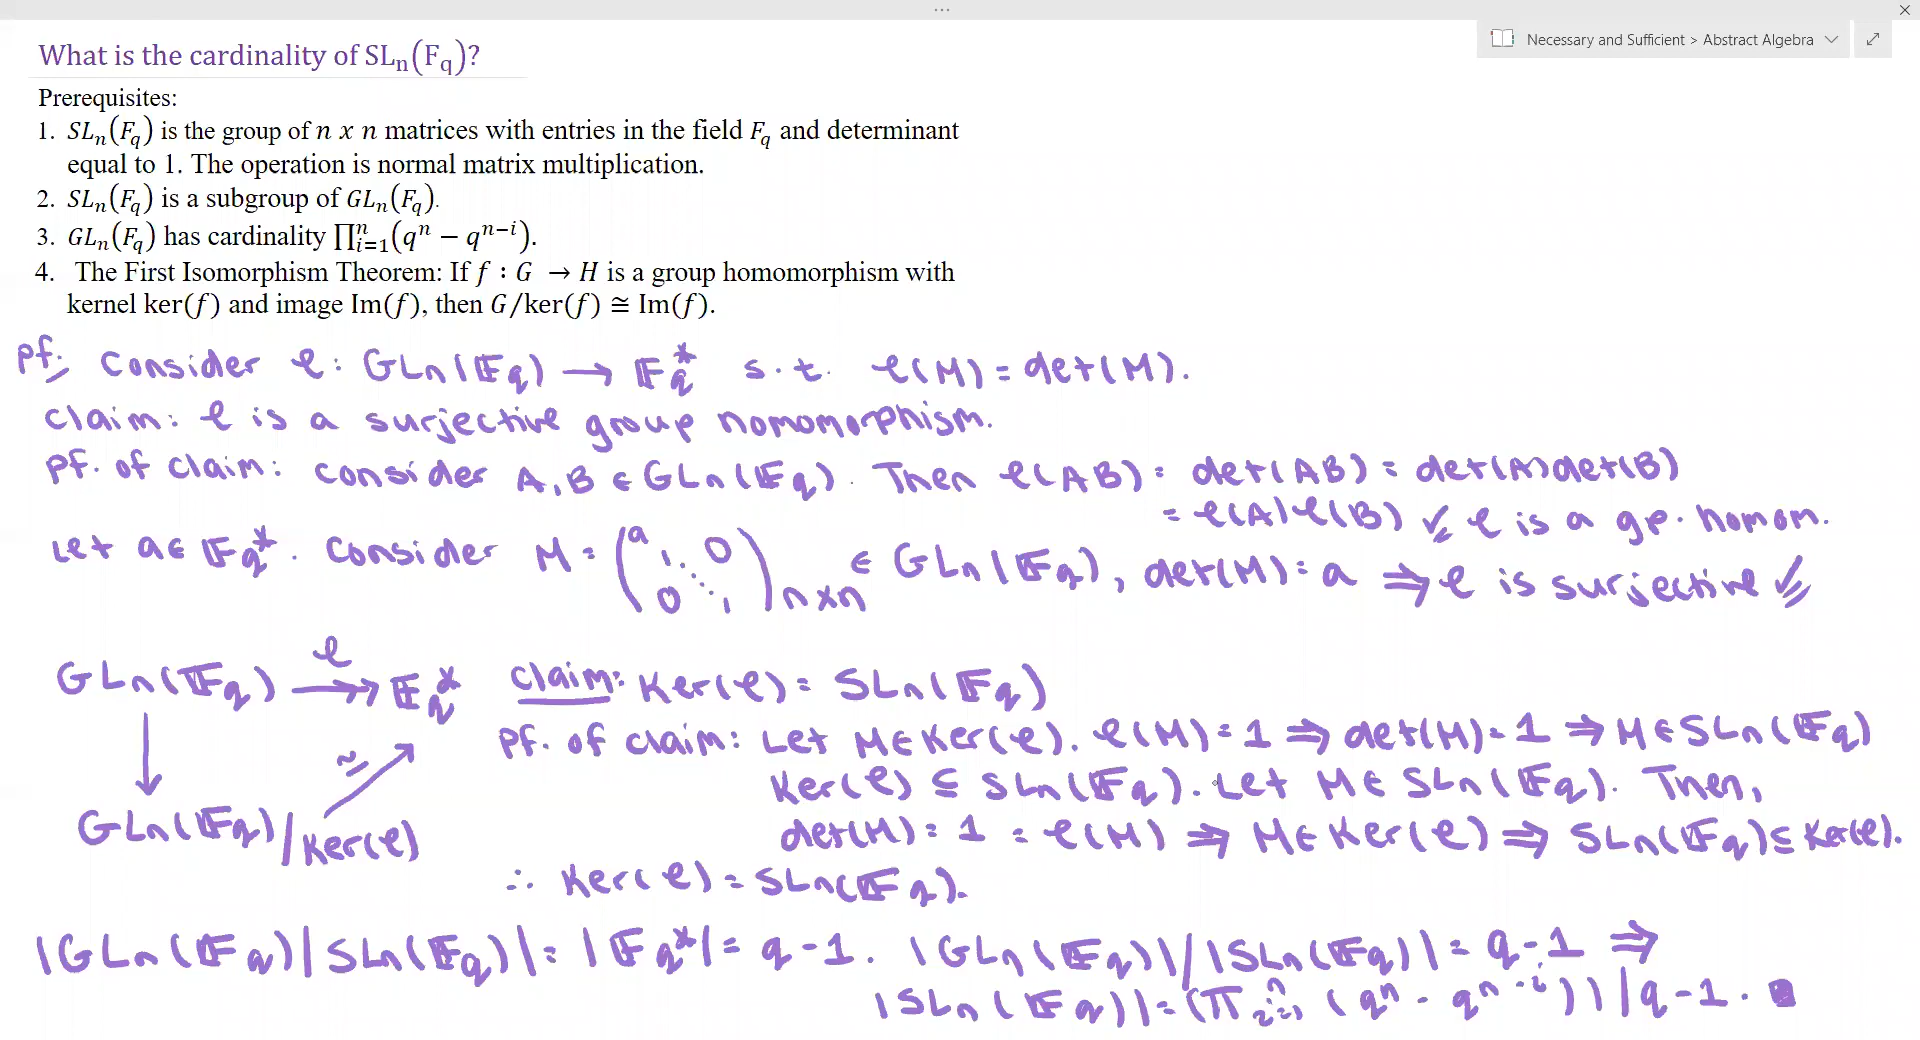 What is the cardinality of SLₙ(F_q)?
Necessary and Sufficient > Abstract Algebra
Prerequisites:
1. SLₙ(F_q) is the group of n x n matrices with entries in the field F_q and determinant
equal to 1. The operation is normal matrix multiplication.
2. SLₙ(F_q) is a subgroup of GLₙ(F_q).
3. GLₙ(F_q) has cardinality ∏ⁿᵢ₌₁(qⁿ − qⁿ⁻ⁱ).
4. The First Isomorphism Theorem: If f : G → H is a group homomorphism with
kernel ker(f) and image Im(f), then G/ker(f) ≅ Im(f).
Pf: Consider φ: GLn(𝔽q) → 𝔽q* s.t. φ(M) = det(M).
Claim: φ is a surjective group homomorphism.
Pf. of claim: Consider A, B ∈ GLn(𝔽q). Then φ(AB) = det(AB) = det(A)det(B)
= φ(A)φ(B) ✓ φ is a gp. homom.
Let a ∈ 𝔽q*. Consider M = (a 1 ⋱ 1 0 0)n×n ∈ GLn(𝔽q), det(M) = a ⇒ φ is surjective ✓
GLn(𝔽q) φ ↠ 𝔽q*
↓ ≅ ↗
GLn(𝔽q)/Ker(φ)
Claim: Ker(φ) = SLn(𝔽q)
Pf. of claim: Let M ∈ Ker(φ). φ(M) = 1 ⇒ det(M) = 1 ⇒ M ∈ SLn(𝔽q)
Ker(φ) ⊆ SLn(𝔽q). Let M ∈ SLn(𝔽q). Then,
det(M) = 1 = φ(M) ⇒ M ∈ Ker(φ) ⇒ SLn(𝔽q) ⊆ Ker(φ).
∴ Ker(φ) = SLn(𝔽q).
|GLn(𝔽q)/SLn(𝔽q)| = |𝔽q*| = q-1. |GLn(𝔽q)|/|SLn(𝔽q)| = q-1 ⇒
|SLn(𝔽q)| = (∏ⁿᵢ₌₁ (qⁿ - qⁿ⁻ⁱ))/q-1. ■